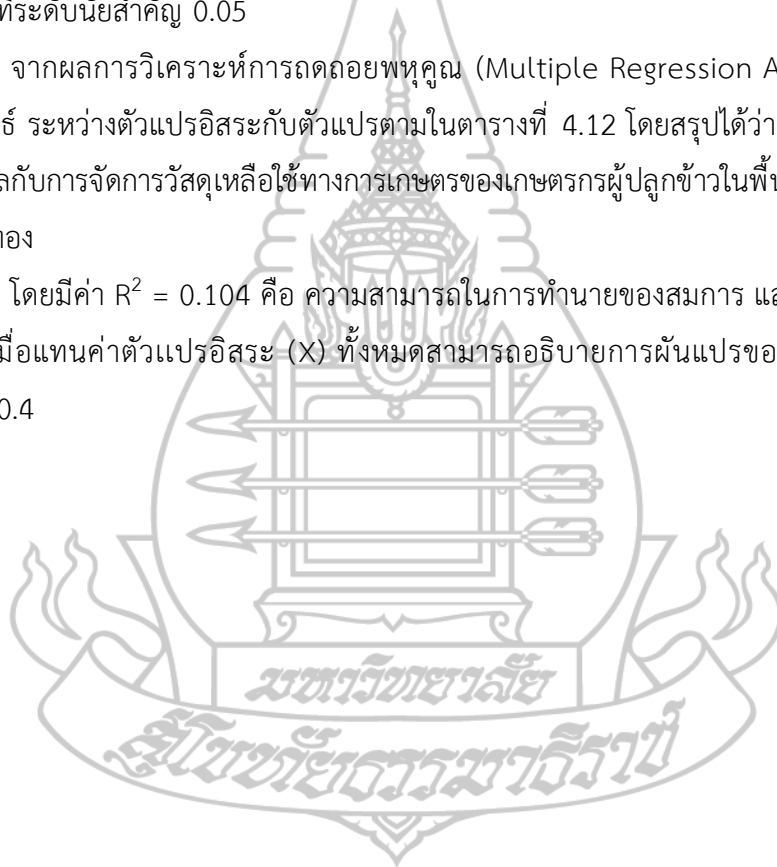 ที่ระดับนัยสำคัญ 0.05
จากผลการวิเคราะห์การถดถอยพหุคูณ (Multiple Regression A
ธ์ ระหว่างตัวแปรอิสระกับตัวแปรตามในตารางที่ 4.12 โดยสรุปได้ว่า
ลกับการจัดการวัสดุเหลือใช้ทางการเกษตรของเกษตรกรผู้ปลูกข้าวในพื้น
ทอง
โดยมีค่า R² = 0.104 คือ ความสามารถในการทำนายของสมการ แล
มื่อแทนค่าตัวแปรอิสระ (X) ทั้งหมดสามารถอธิบายการผันแปรขอ
0.4
มหาวิทยาลัย
สุโขทัยธรรมาธิราช